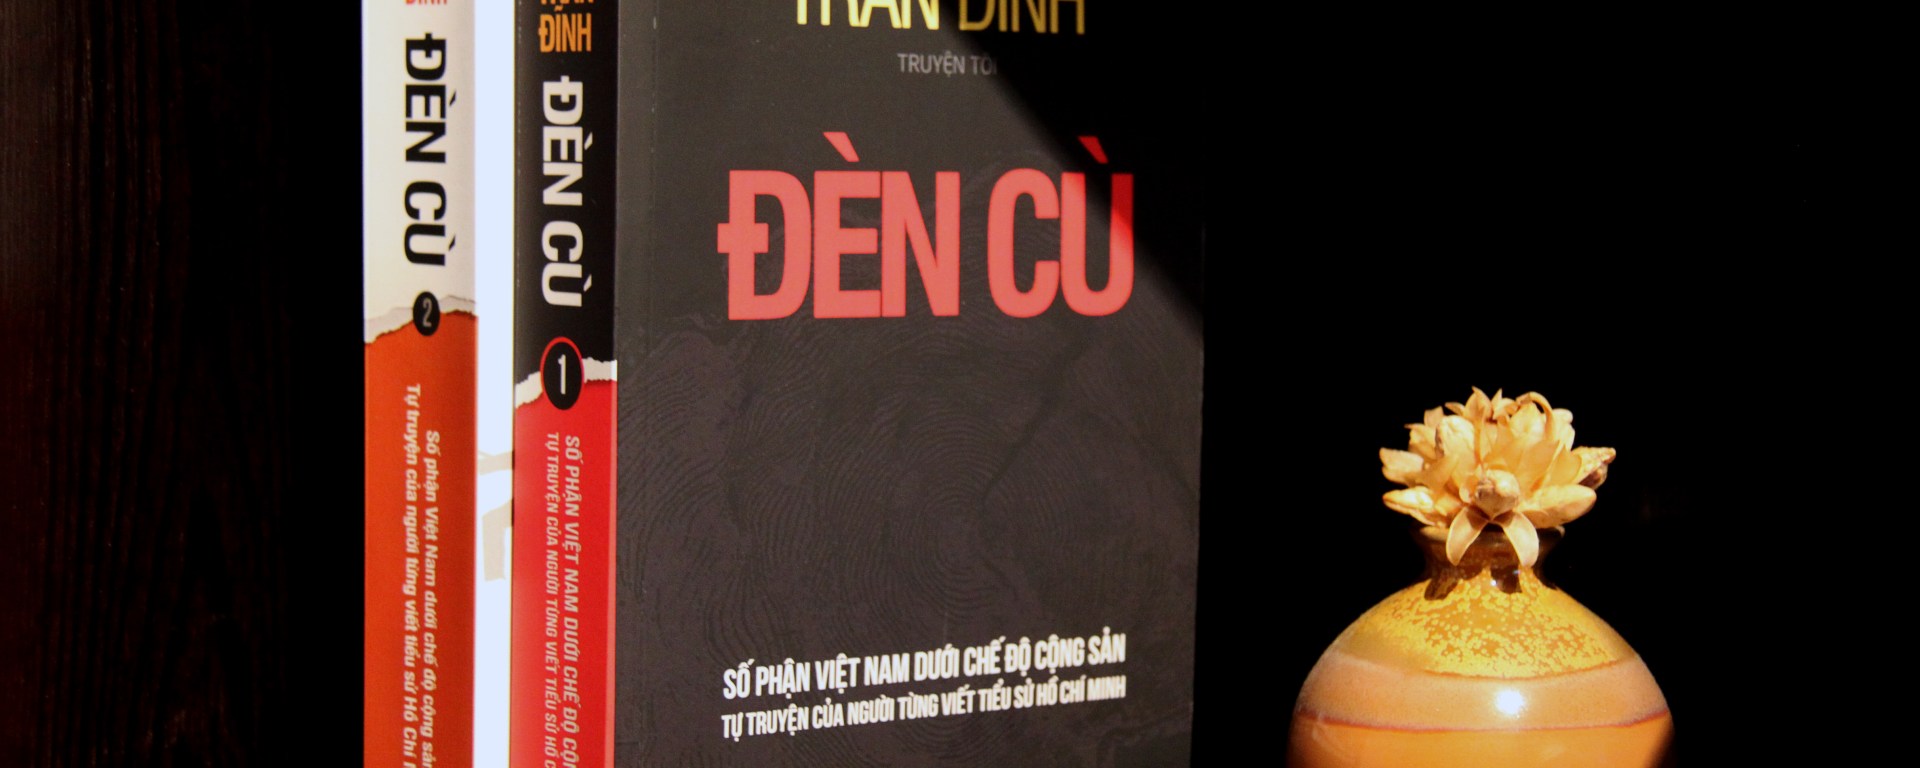 ĐÈN CÙ
2
Số phận Việt Nam dưới chế độ cộng sản
Tự truyện của người từng viết tiểu sử Hồ Chí
ĐĨNH
ĐÈN CÙ
1
SỐ PHẬN VIỆT NAM DƯỚI CHẾ ĐỘ CỘNG
TỰ TRUYỆN CỦA NGƯỜI TỪNG VIẾT TIỂU SỬ HỒ
TRẦN ĐĨNH
TRUYỆN TÔI
ĐÈN CÙ
SỐ PHẬN VIỆT NAM DƯỚI CHẾ ĐỘ CỘNG SẢN
TỰ TRUYỆN CỦA NGƯỜI TỪNG VIẾT TIỂU SỬ HỒ CHÍ MINH